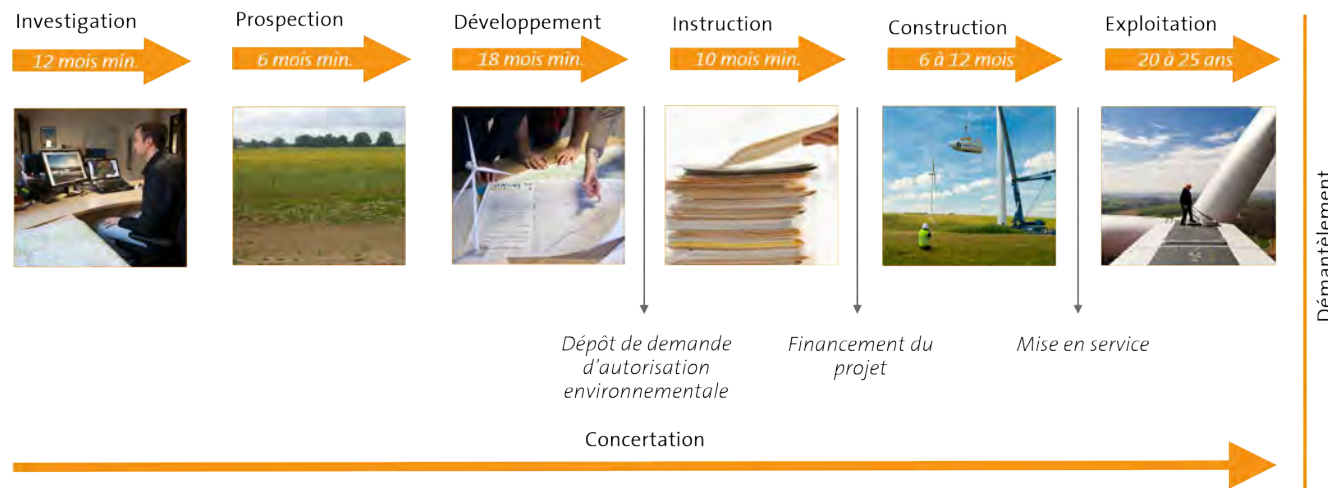 Investigation
12 mois min.
Prospection
6 mois min.
Développement
18 mois min.
Instruction
10 mois min.
Construction
6 à 12 mois
Exploitation
20 à 25 ans
Démantèlement
Dépôt de demande
d'autorisation
environnementale
Financement du
projet
Mise en service
Concertation